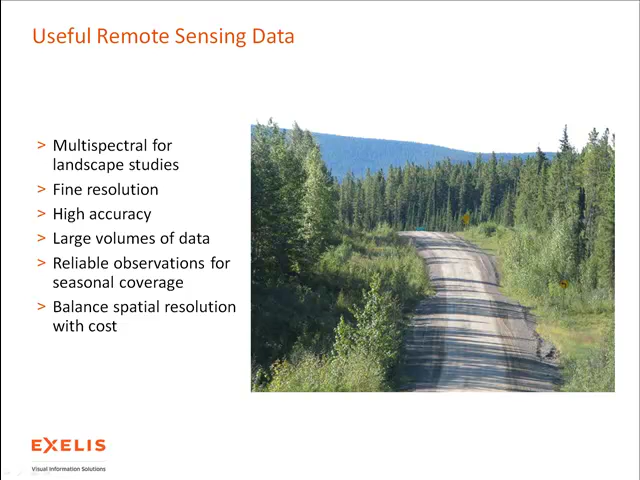 Useful Remote Sensing Data
> Multispectral for
landscape studies
> Fine resolution
> High accuracy
> Large volumes of data
> Reliable observations for
seasonal coverage
> Balance spatial resolution
with cost
EXELIS
Visual Information Solutions